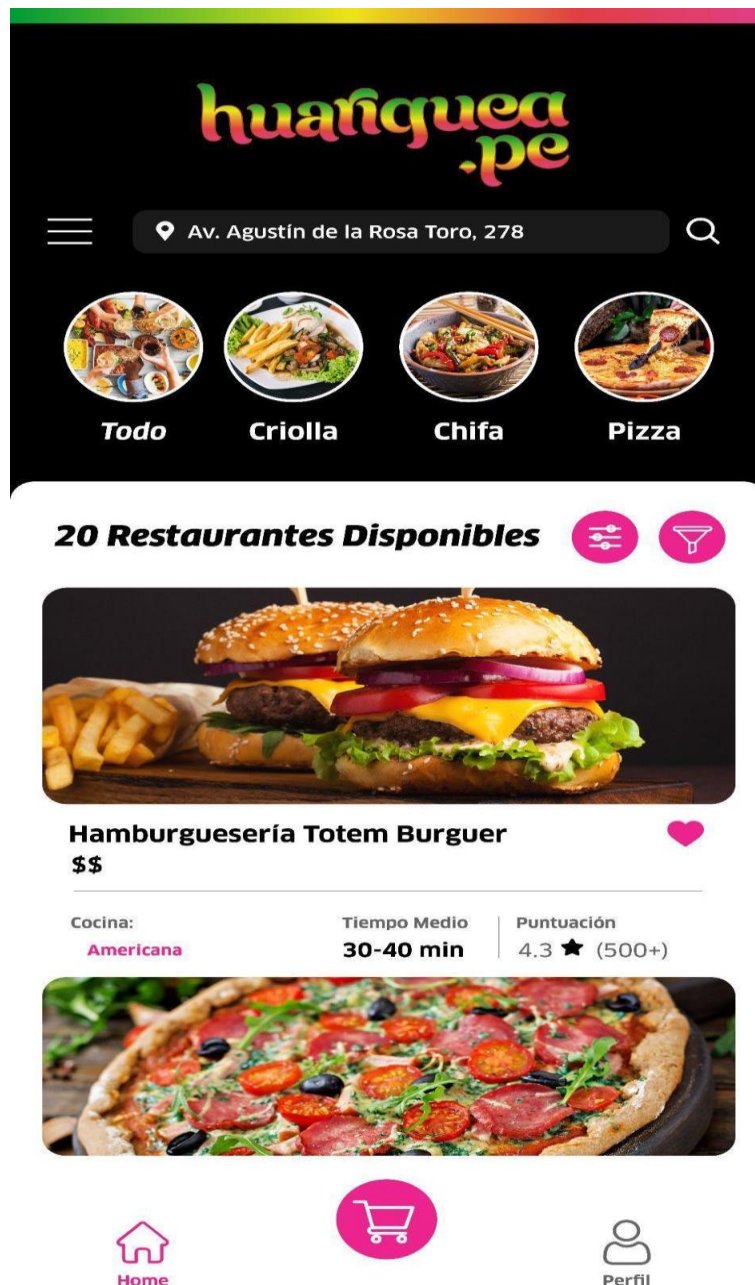 huariquea
.pe
Av. Agustín de la Rosa Toro, 278
Todo Criolla Chifa Pizza
20 Restaurantes Disponibles
Hamburguesería Totem Burguer
$$
Cocina: Tiempo Medio Puntuación
Americana 30-40 min 4.3 ★ (500+)
Home Perfil